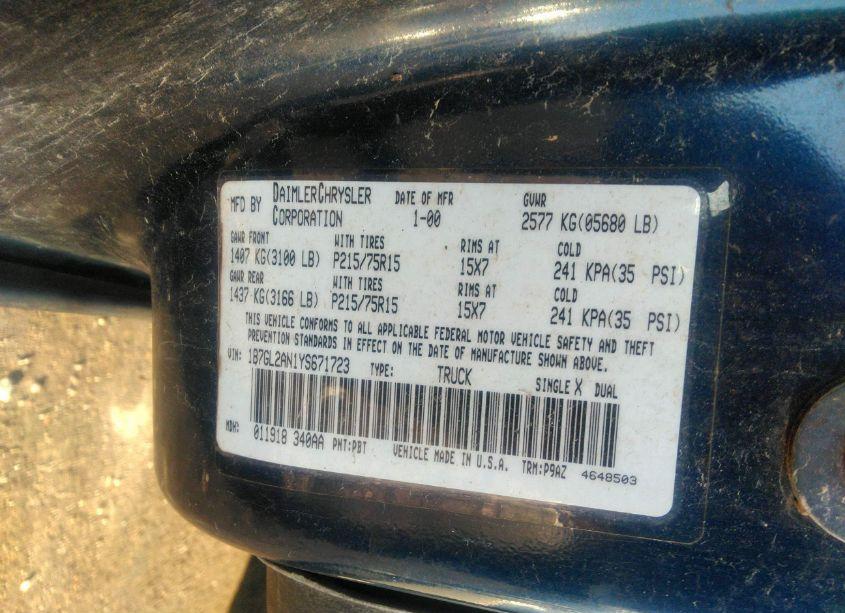 MFD BY DAIMLERCHRYSLER CORPORATION DATE OF MFR 1-00 GVWR 2577 KG(05680 LB)
GAWR FRONT WITH TIRES RIMS AT COLD
1407 KG(3100 LB) P215/75R15 15X7 241 KPA(35 PSI)
GAWR REAR WITH TIRES RIMS AT COLD
1437 KG(3166 LB) P215/75R15 15X7 241 KPA(35 PSI)
THIS VEHICLE CONFORMS TO ALL APPLICABLE FEDERAL MOTOR VEHICLE SAFETY AND THEFT
PREVENTION STANDARDS IN EFFECT ON THE DATE OF MANUFACTURE SHOWN ABOVE.
VIN: 1B7GL2AN1YS671723 TYPE: TRUCK SINGLE X DUAL
MDH: 011918 340AA PNT:PBT VEHICLE MADE IN U.S.A. TRM:P9AZ 4648503